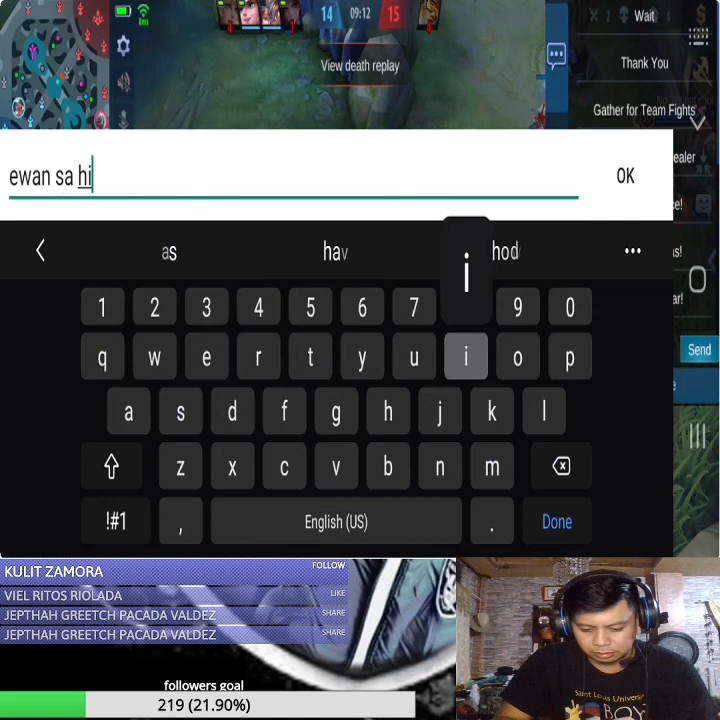 14 09:12 15
View death replay
Wait
Thank You
Gather for Team Fights
ewan sa hi
OK
as hav hod
i
1 2 3 4 5 6 7 9 0
q w e r t y u i o p
a s d f g h j k l
z x c v b n m
!#1 , English (US) . Done
Send
KULIT ZAMORA FOLLOW
VIEL RITOS RIOLADA LIKE
JEPTHAH GREETCH PACADA VALDEZ SHARE
JEPTHAH GREETCH PACADA VALDEZ SHARE
followers goal
219 (21.90%)
Saint Louis University